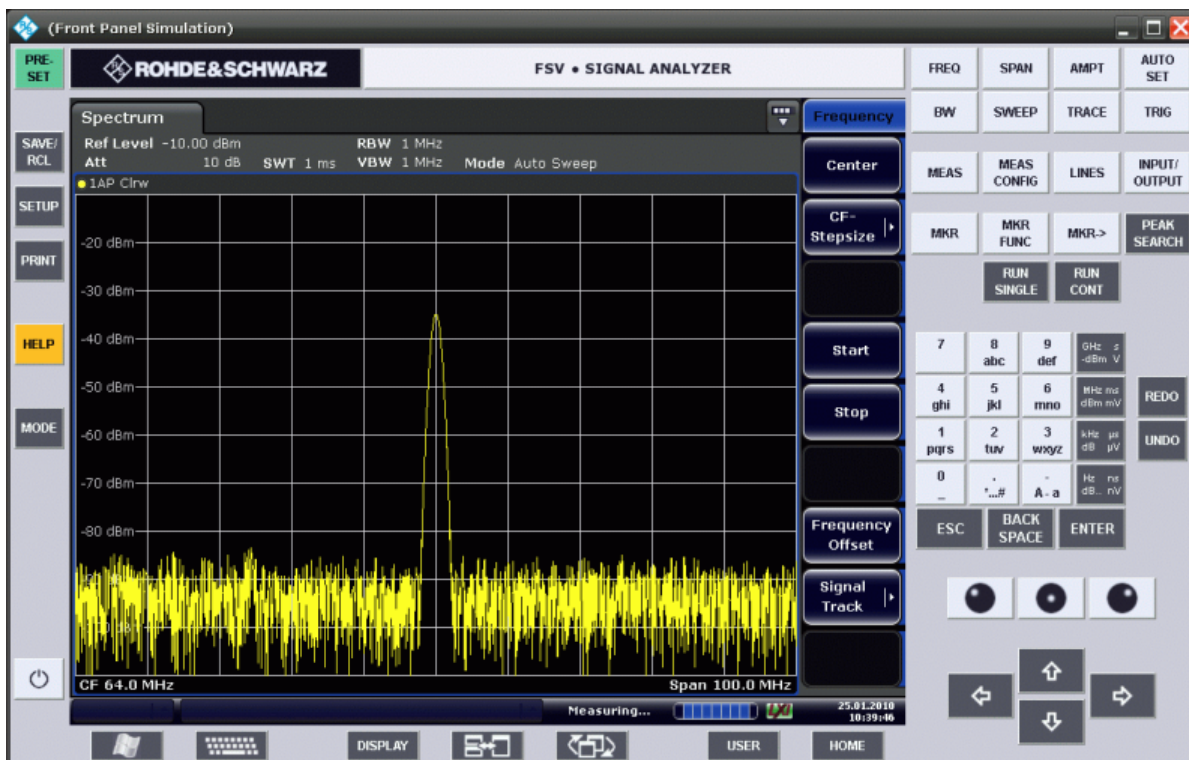 (Front Panel Simulation)
PRE-
SET
ROHDE&SCHWARZ
FSV • SIGNAL ANALYZER
FREQ SPAN AMPT AUTO
SET
Spectrum
Frequency
BW SWEEP TRACE TRIG
SAVE/
RCL
Ref Level -10.00 dBm RBW 1 MHz
Att 10 dB SWT 1 ms VBW 1 MHz Mode Auto Sweep
1AP Clrw
Center
MEAS MEAS
CONFIG LINES INPUT/
OUTPUT
SETUP
CF-
Stepsize
MKR MKR
FUNC MKR-> PEAK
SEARCH
-20 dBm
PRINT
RUN
SINGLE RUN
CONT
-30 dBm
HELP
-40 dBm
Start
7 8
abc 9
def GHz s
-dBm V
-50 dBm
4
ghi 5
jkl 6
mno MHz ms
dBm mV REDO
Stop
MODE
-60 dBm
1
pqrs 2
tuv 3
wxyz kHz µs
dB µV UNDO
-70 dBm
0
_ .
*...# -
A - a Hz ns
dB.. nV
-80 dBm
Frequency
Offset
ESC BACK
SPACE ENTER
Signal
Track
CF 64.0 MHz Span 100.0 MHz
Measuring... LXI 25.01.2010
10:39:46
DISPLAY USER HOME